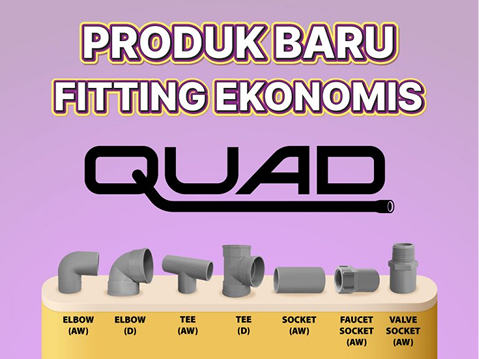 PRODUK BARU
FITTING EKONOMIS
QUAD
ELBOW (AW)
ELBOW (D)
TEE (AW)
TEE (D)
SOCKET (AW)
FAUCET SOCKET (AW)
VALVE SOCKET (AW)